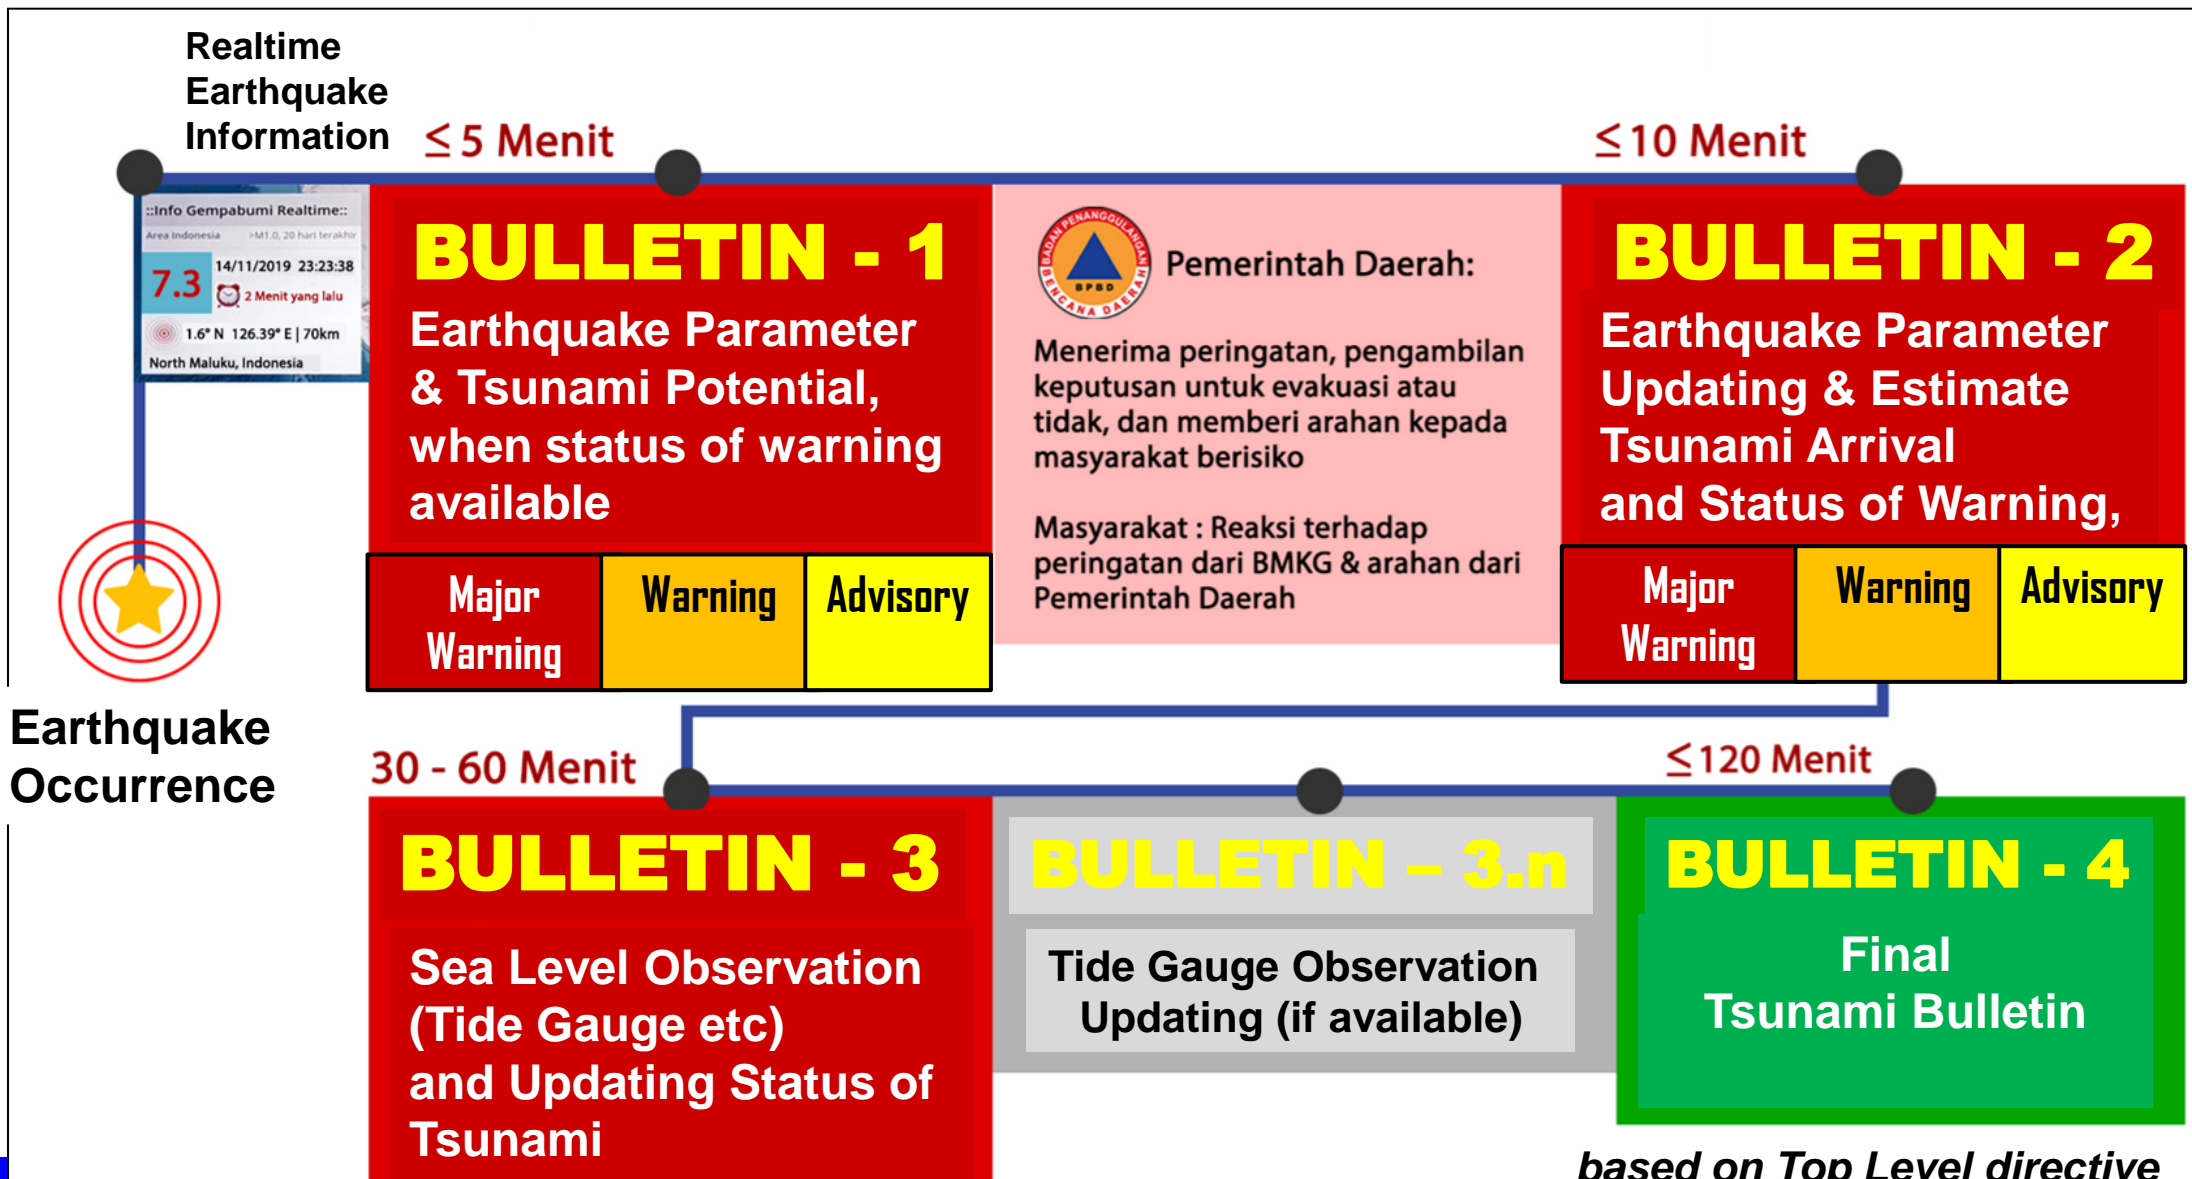 Realtime
Earthquake
Information
≤ 5 Menit
≤ 10 Menit
::Info Gempabumi Realtime::
Area Indonesia >M1.0, 20 hari terakhir
7.3
14/11/2019 23:23:38
2 Menit yang lalu
1.6° N 126.39° E | 70km
North Maluku, Indonesia
BULLETIN - 1
Earthquake Parameter
& Tsunami Potential,
when status of warning
available
Major
Warning
Warning
Advisory
BADAN PENANGGULANGAN
BENCANA DAERAH
BPBD
Pemerintah Daerah:
Menerima peringatan, pengambilan
keputusan untuk evakuasi atau
tidak, dan memberi arahan kepada
masyarakat berisiko
Masyarakat : Reaksi terhadap
peringatan dari BMKG & arahan dari
Pemerintah Daerah
BULLETIN - 2
Earthquake Parameter
Updating & Estimate
Tsunami Arrival
and Status of Warning,
Major
Warning
Warning
Advisory
Earthquake
Occurrence
30 - 60 Menit
≤ 120 Menit
BULLETIN - 3
Sea Level Observation
(Tide Gauge etc)
and Updating Status of
Tsunami
BULLETIN – 3.n
Tide Gauge Observation
Updating (if available)
BULLETIN - 4
Final
Tsunami Bulletin
based on Top Level directive